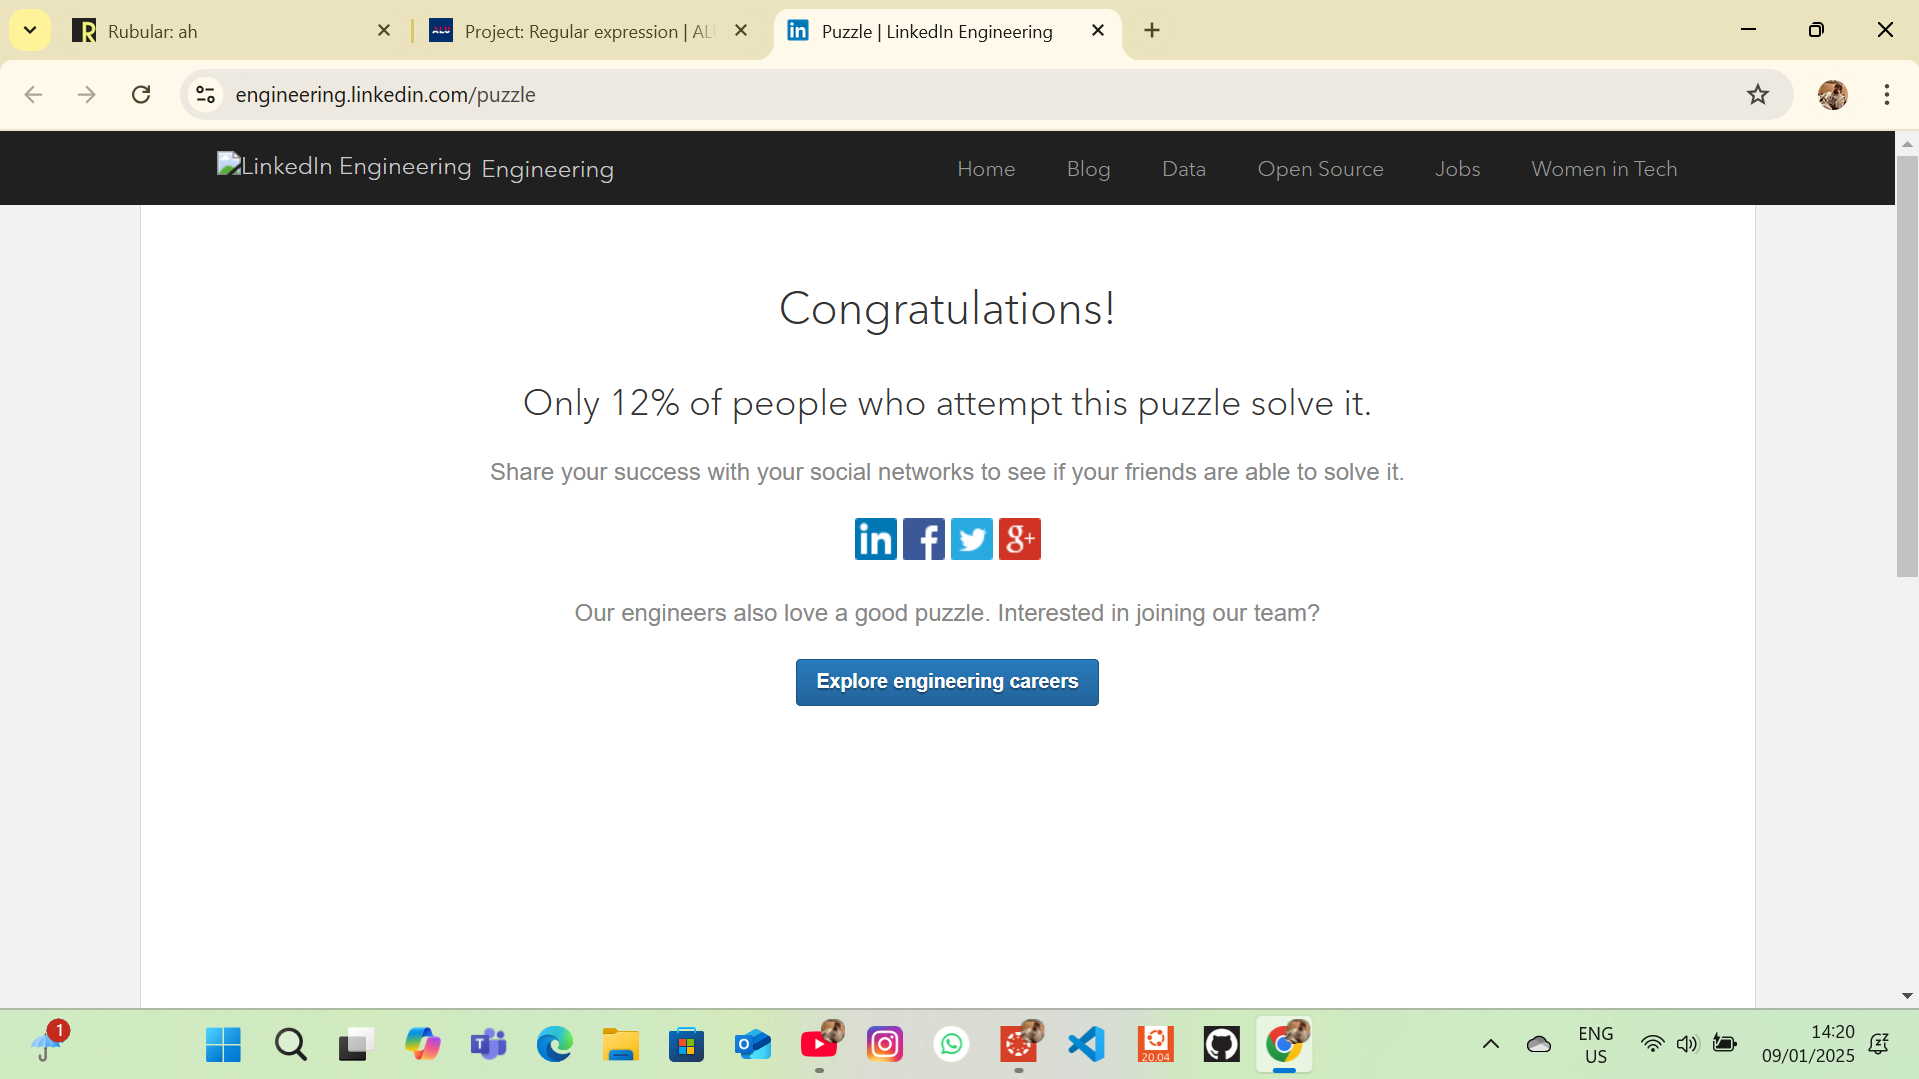 Rubular: ah
Project: Regular expression | AL
Puzzle | LinkedIn Engineering
engineering.linkedin.com/puzzle
LinkedIn Engineering Engineering
Home Blog Data Open Source Jobs Women in Tech
Congratulations!
Only 12% of people who attempt this puzzle solve it.
Share your success with your social networks to see if your friends are able to solve it.
Our engineers also love a good puzzle. Interested in joining our team?
Explore engineering careers
1
20.04
ENG
US
14:20
09/01/2025